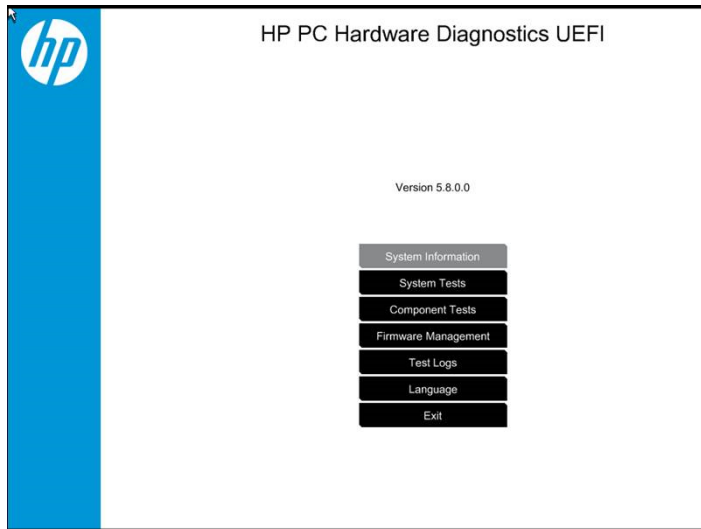 hp
HP PC Hardware Diagnostics UEFI
Version 5.8.0.0
System Information
System Tests
Component Tests
Firmware Management
Test Logs
Language
Exit